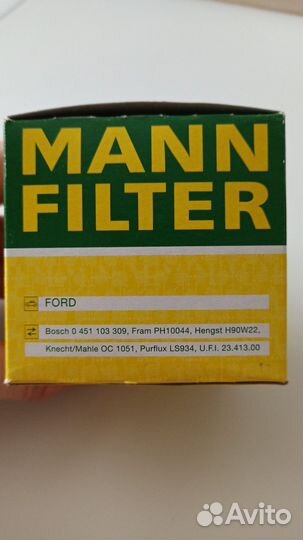 MANN
FILTER
FORD
Bosch 0 451 103 309, Fram PH10044, Hengst H90W22,
Knecht/Mahle OC 1051, Purflux LS934, U.F.I. 23.413.00
Avito